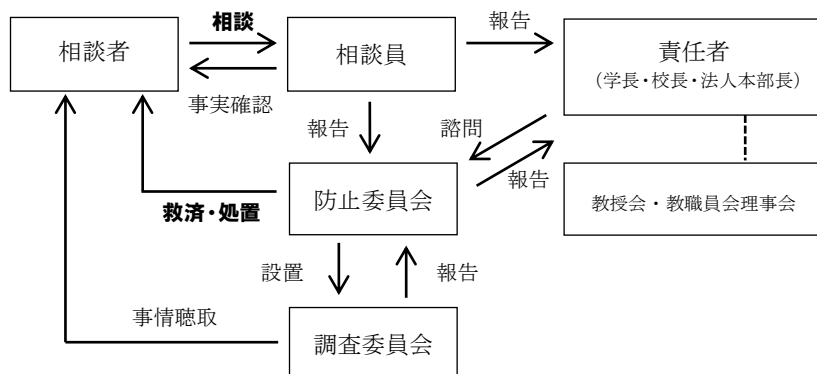 相談
報告
相談者
相談員
責任者
(学長・校長・法人本部長)
事実確認
報告
諮問
報告
防止委員会
教授会・教職員会理事会
救済・処置
設置
報告
事情聴取
調査委員会